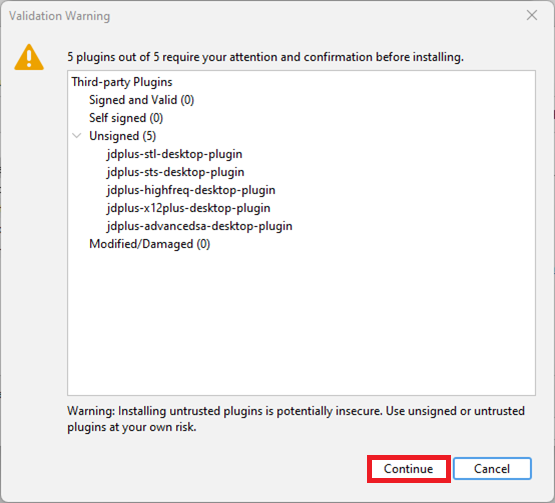 Validation Warning
5 plugins out of 5 require your attention and confirmation before installing.
Third-party Plugins
Signed and Valid (0)
Self signed (0)
Unsigned (5)
jdplus-stl-desktop-plugin
jdplus-sts-desktop-plugin
jdplus-highfreq-desktop-plugin
jdplus-x12plus-desktop-plugin
jdplus-advancedsa-desktop-plugin
Modified/Damaged (0)
Warning: Installing untrusted plugins is potentially insecure. Use unsigned or untrusted
plugins at your own risk.
Continue Cancel